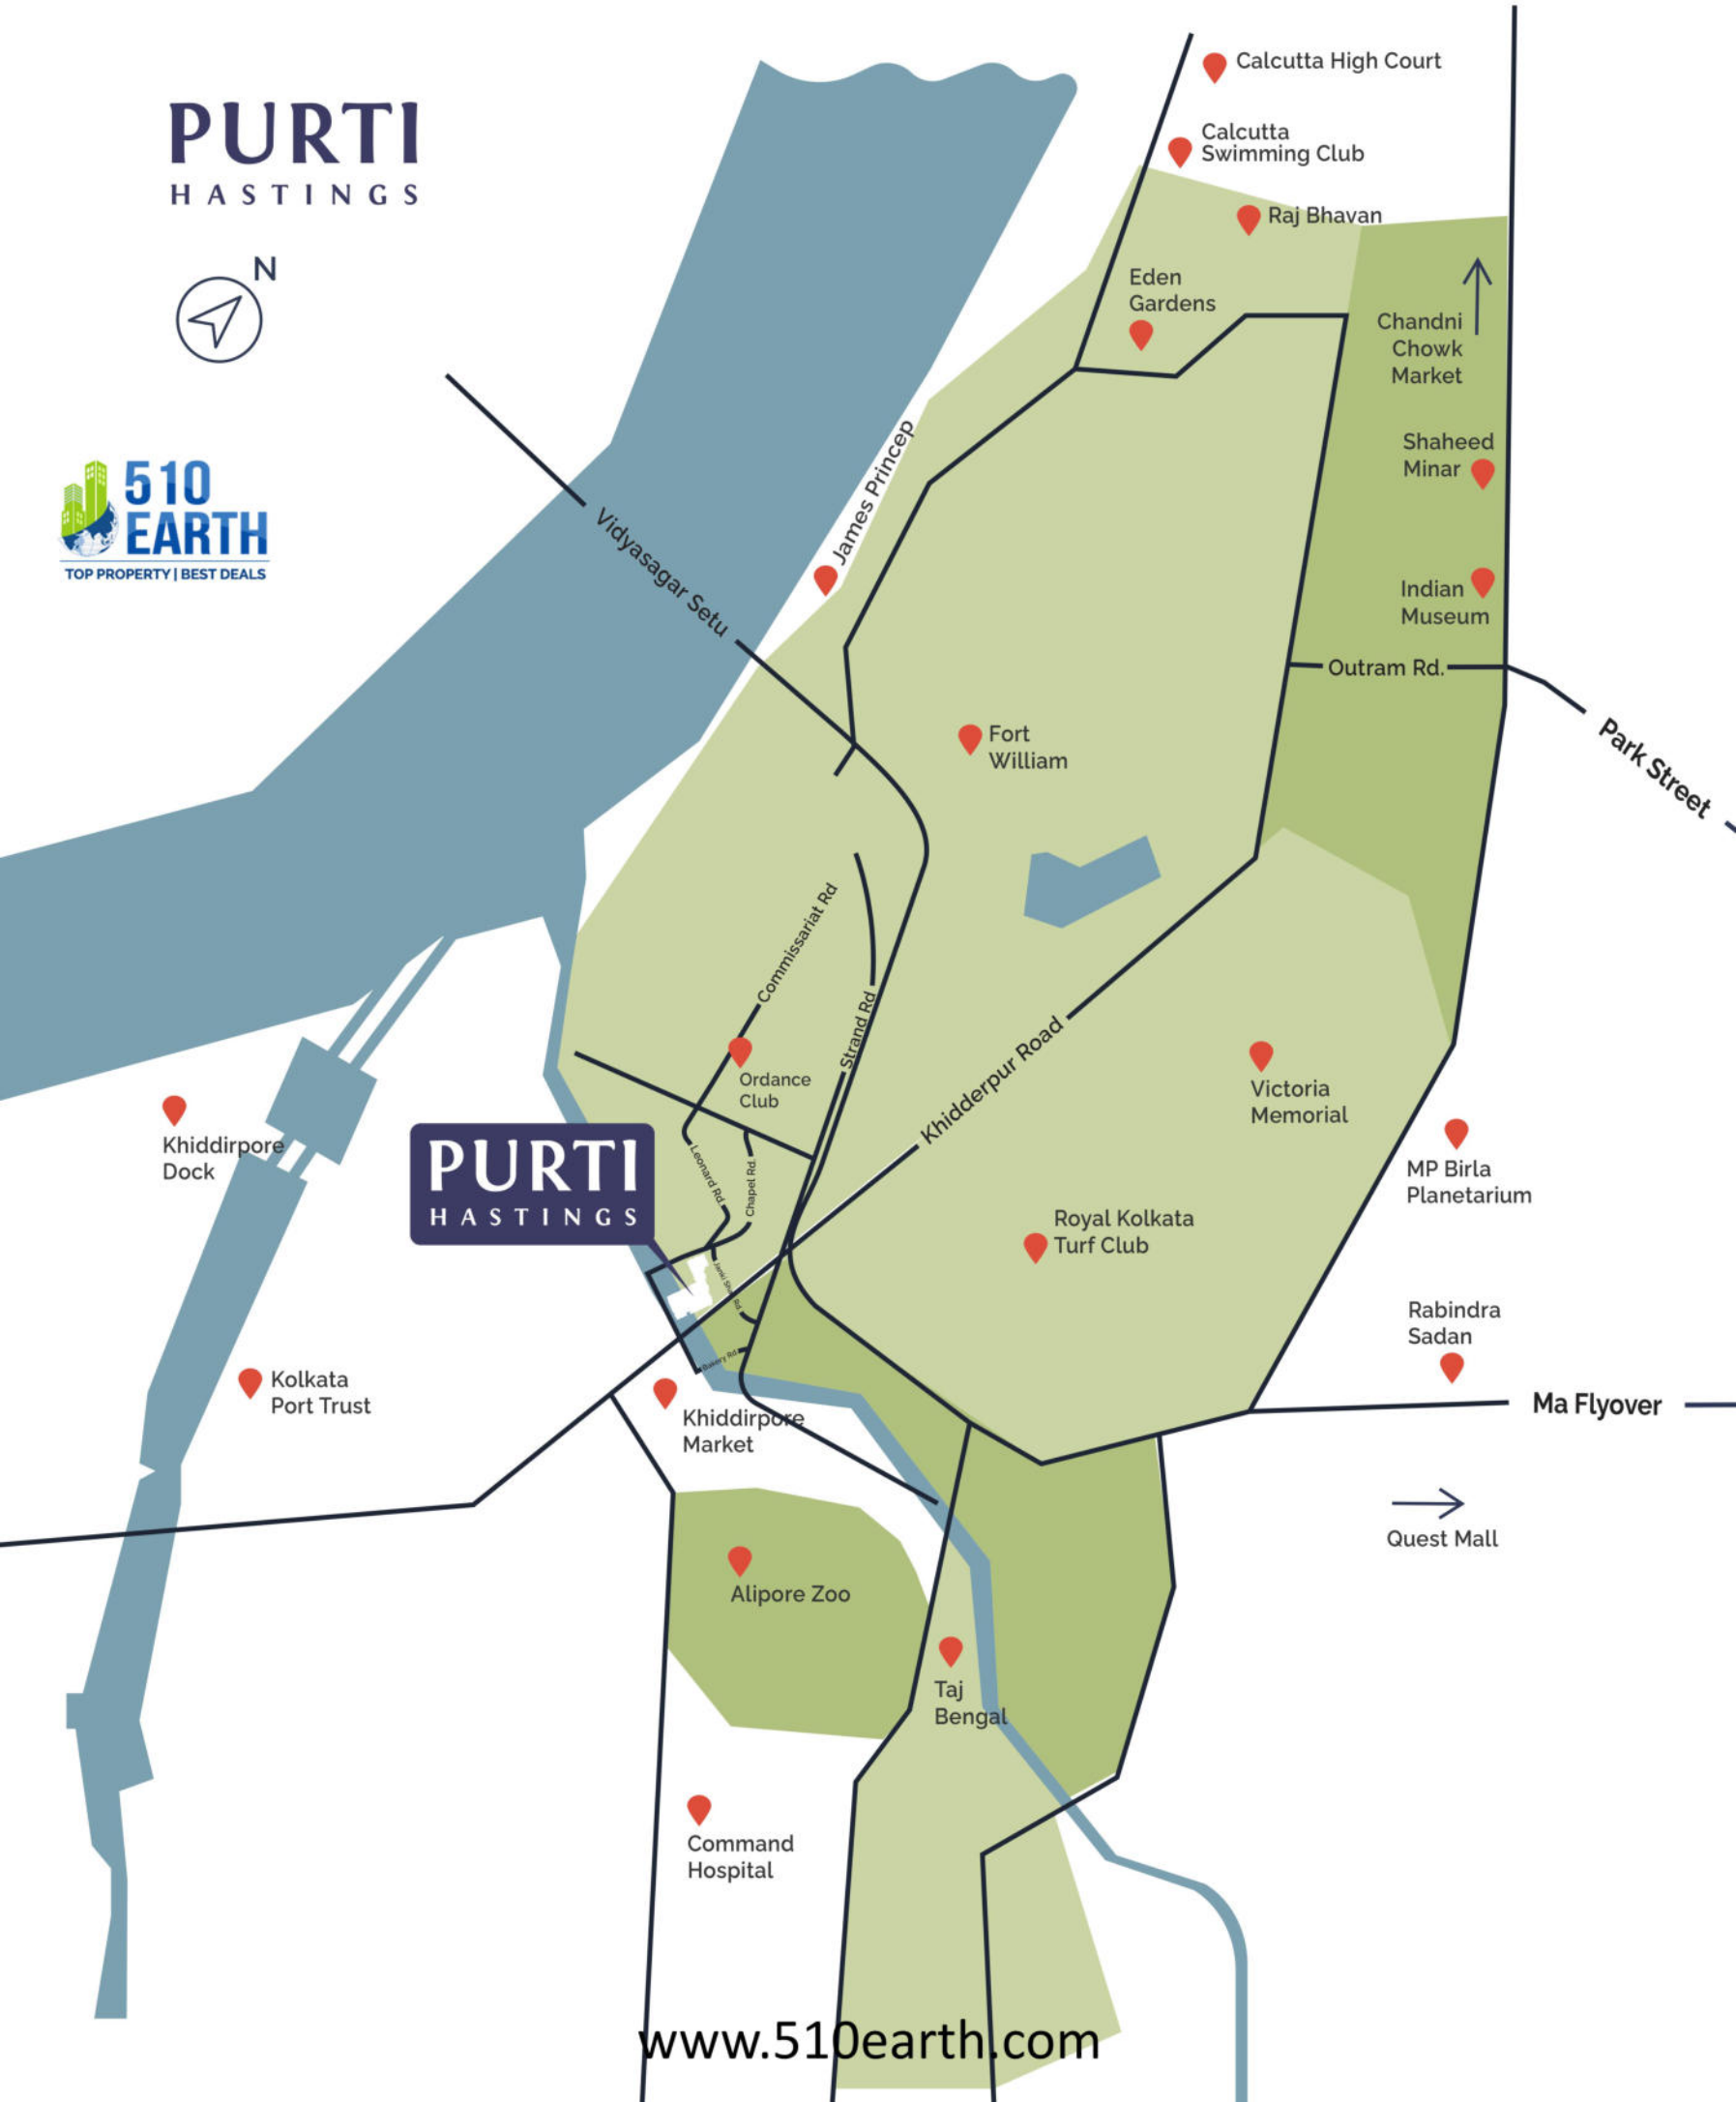 Calcutta High Court
PURTI
HASTINGS
Calcutta
Swimming Club
Raj Bhavan
N
Eden
Gardens
Chandni
Chowk
Market
510
EARTH
TOP PROPERTY | BEST DEALS
James Princep
Shaheed
Minar
Vidyasagar Setu
Indian
Museum
Outram Rd.
Fort
William
Park Street
Commissariat Rd
Strand Rd
Khidderpur Road
Ordance
Club
Victoria
Memorial
Khiddirpore
Dock
PURTI
HASTINGS
Leonard Rd.
Chapel Rd.
MP Birla
Planetarium
Royal Kolkata
Turf Club
Rd.
Rabindra
Sadan
Bakery Rd.
Kolkata
Port Trust
Khiddirpore
Market
Ma Flyover
Quest Mall
Alipore Zoo
Taj
Bengal
Command
Hospital
www.510earth.com